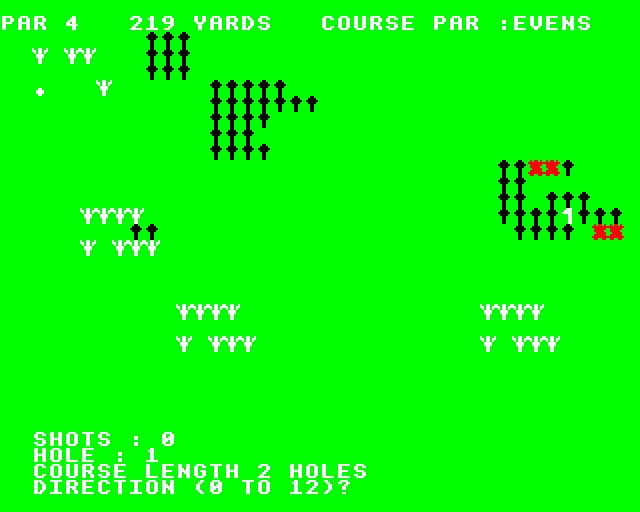 PAR 4 219 YARDS COURSE PAR :EVENS
1
SHOTS : 0
HOLE : 1
COURSE LENGTH 2 HOLES
DIRECTION (0 TO 12)?